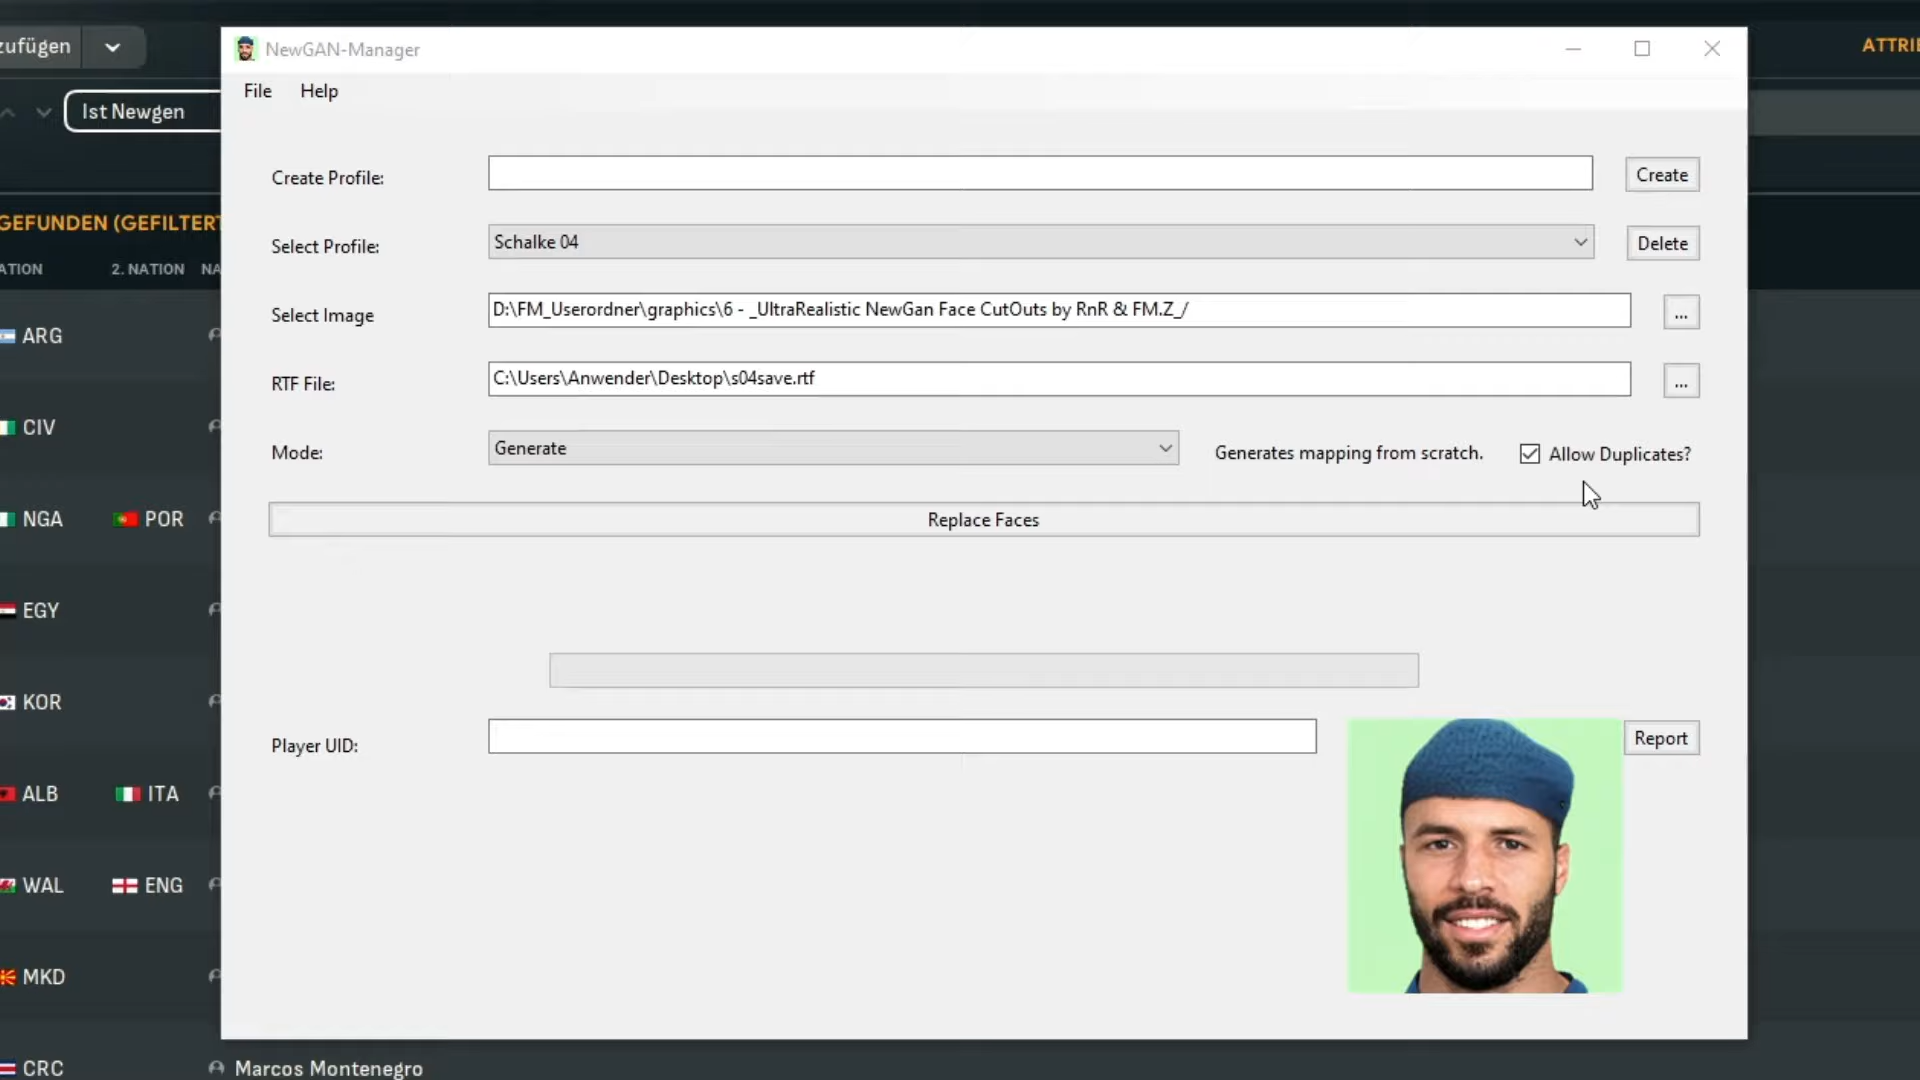 zufügen
NewGAN-Manager
ATTRIB
File
Help
Ist Newgen
Create Profile:
Create
GEFUNDEN (GEFILTERT
Select Profile:
Schalke 04
Delete
ATION
2. NATION
NA
Select Image
D:\FM_Userordner\graphics\6 - _UltraRealistic NewGan Face CutOuts by RnR & FM.Z_/
...
ARG
RTF File:
C:\Users\Anwender\Desktop\s04save.rtf
...
CIV
Mode:
Generate
Generates mapping from scratch.
Allow Duplicates?
NGA
POR
Replace Faces
EGY
KOR
Player UID:
Report
ALB
ITA
WAL
ENG
MKD
CRC
Marcos Montenegro